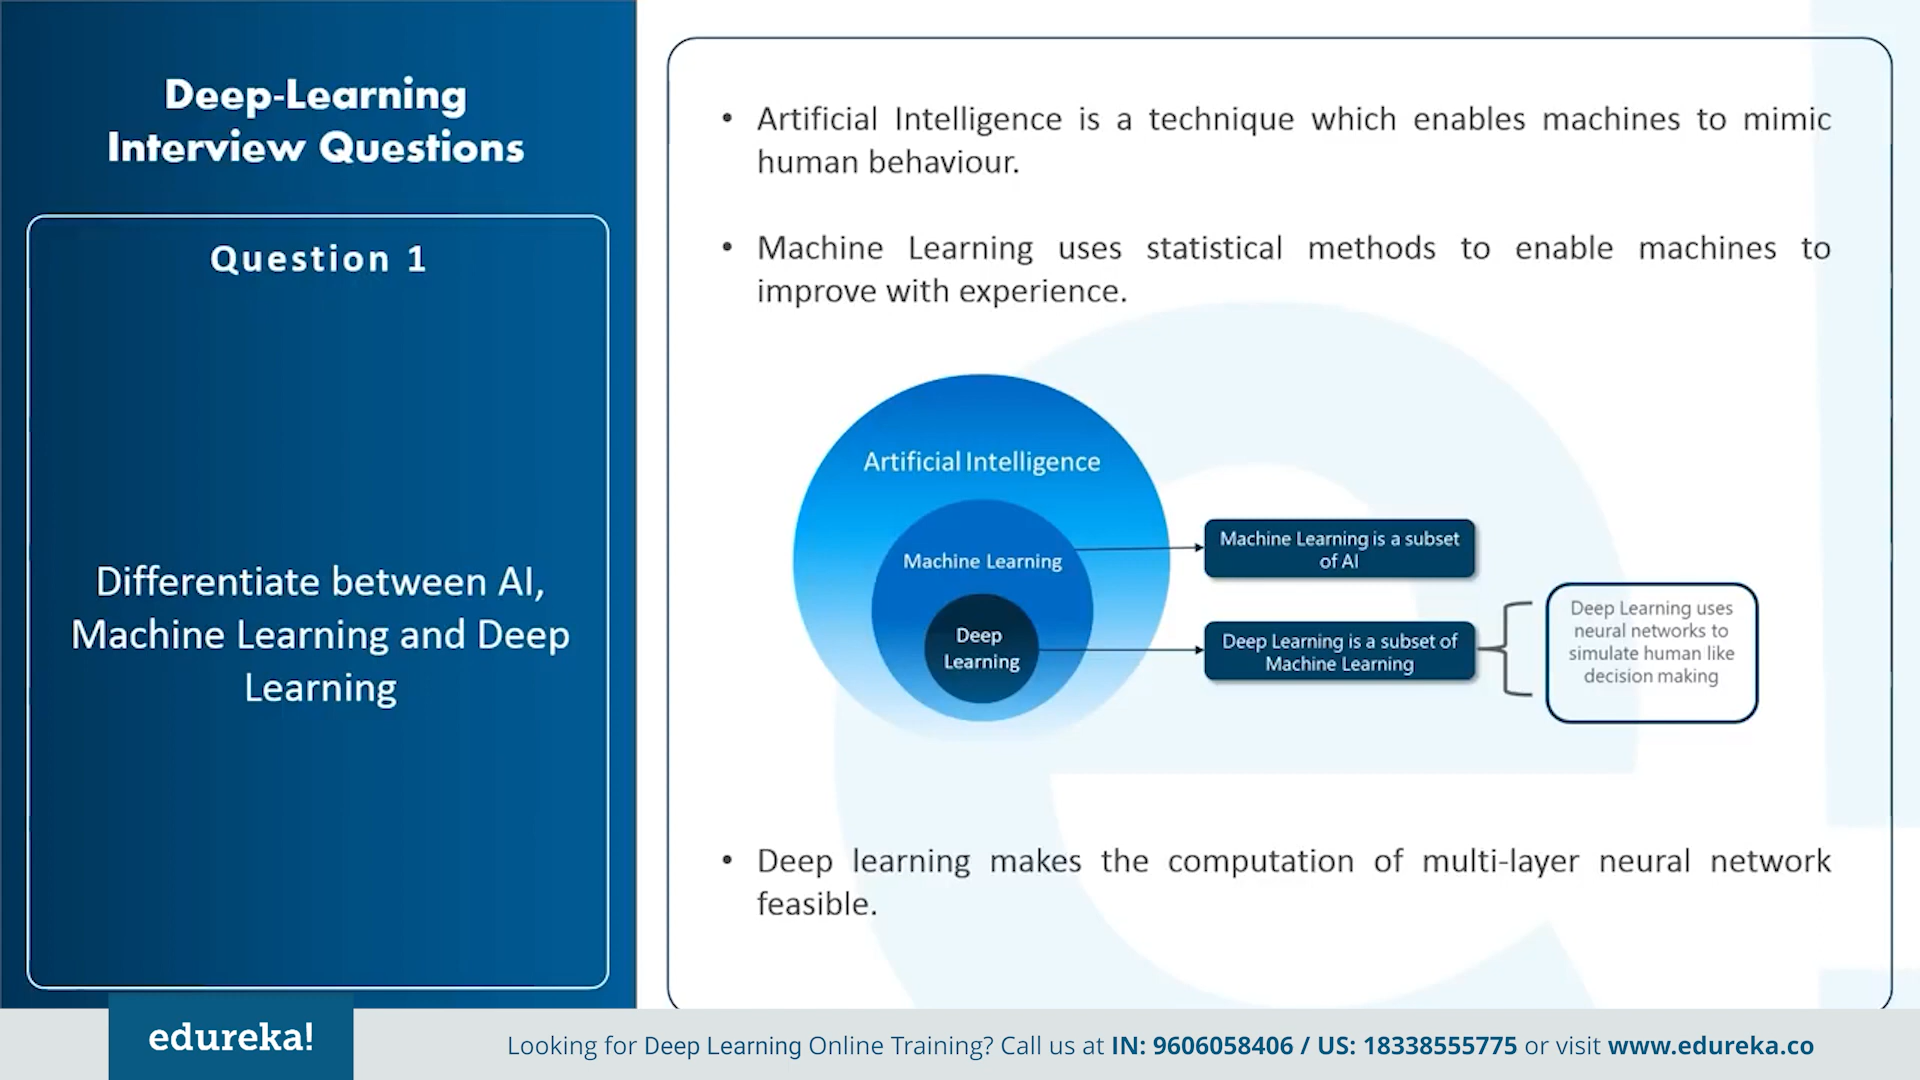 Deep-Learning
Interview Questions
Question 1
Differentiate between AI,
Machine Learning and Deep
Learning
• Artificial Intelligence is a technique which enables machines to mimic
human behaviour.
• Machine Learning uses statistical methods to enable machines to
improve with experience.
Artificial Intelligence
Machine Learning
Deep
Learning
Machine Learning is a subset
of AI
Deep Learning is a subset of
Machine Learning
Deep Learning uses
neural networks to
simulate human like
decision making
• Deep learning makes the computation of multi-layer neural network
feasible.
edureka!
Looking for Deep Learning Online Training? Call us at IN: 9606058406 / US: 18338555775 or visit www.edureka.co